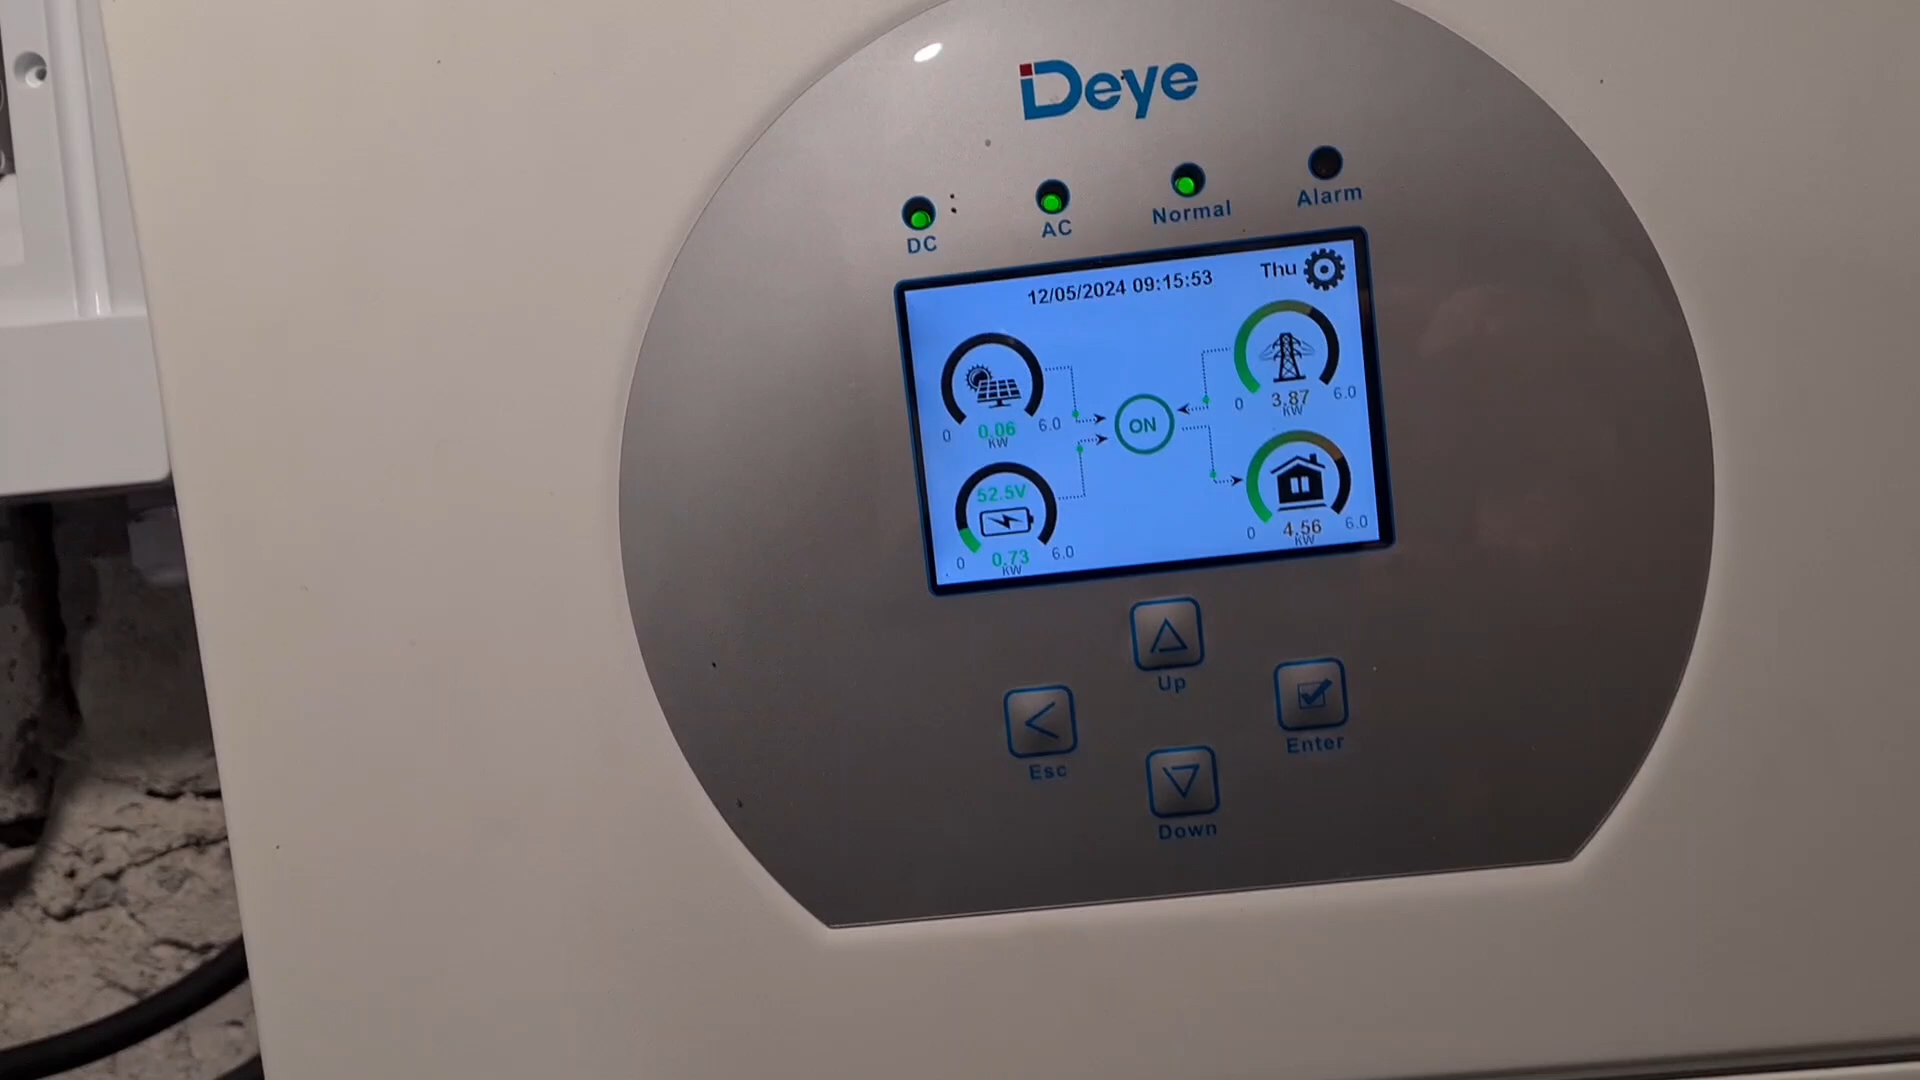 Deye
DC
AC
Normal
Alarm
12/05/2024 09:15:53
Thu
0
0.06
KW
6.0
0
3.87
KW
6.0
ON
52.5V
0
0.73
KW
6.0
0
4.56
KW
6.0
Up
Esc
Enter
Down